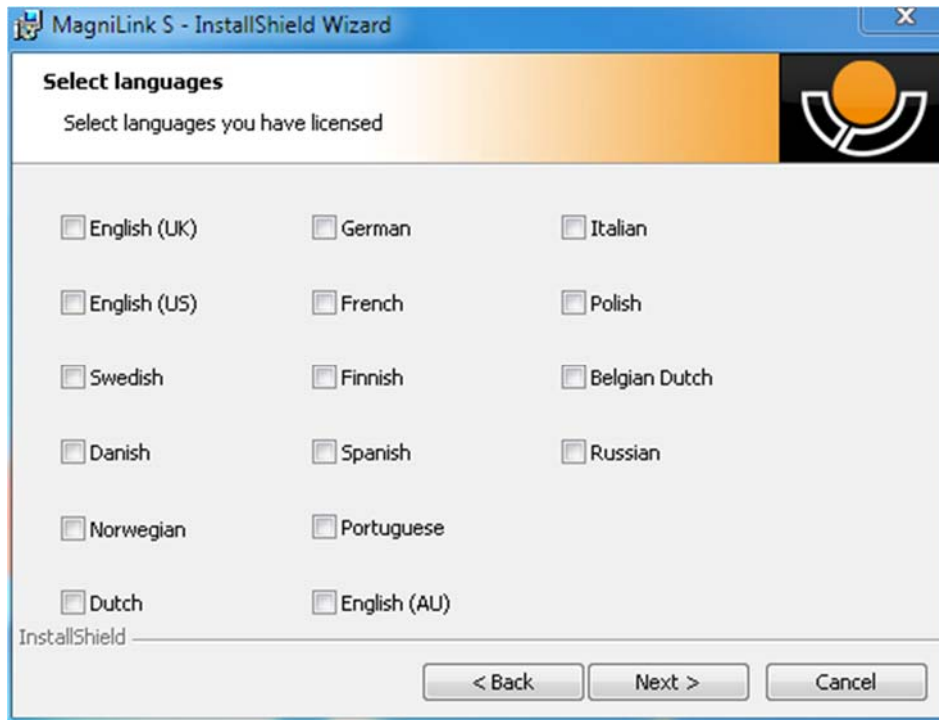 MagniLink S - InstallShield Wizard
Select languages
Select languages you have licensed
English (UK) German Italian
English (US) French Polish
Swedish Finnish Belgian Dutch
Danish Spanish Russian
Norwegian Portuguese
Dutch English (AU)
InstallShield
< Back Next > Cancel